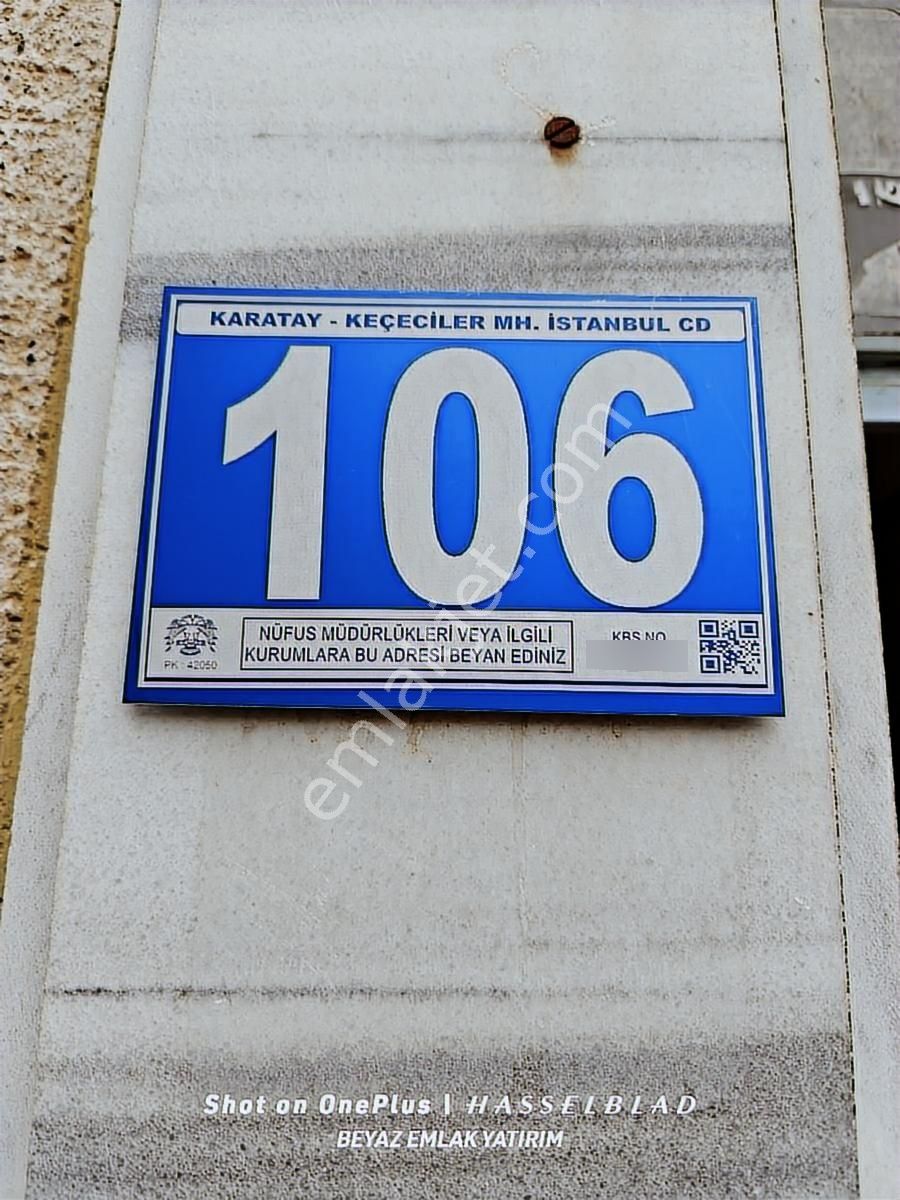 KARATAY - KEÇECİLER MH. İSTANBUL CD
106
NÜFUS MÜDÜRLÜKLERİ VEYA İLGİLİ
KURUMLARA BU ADRESİ BEYAN EDİNİZ
PK : 42050
KBS NO
emlakjet.com
Shot on OnePlus | HASSELBLAD
BEYAZ EMLAK YATIRIM